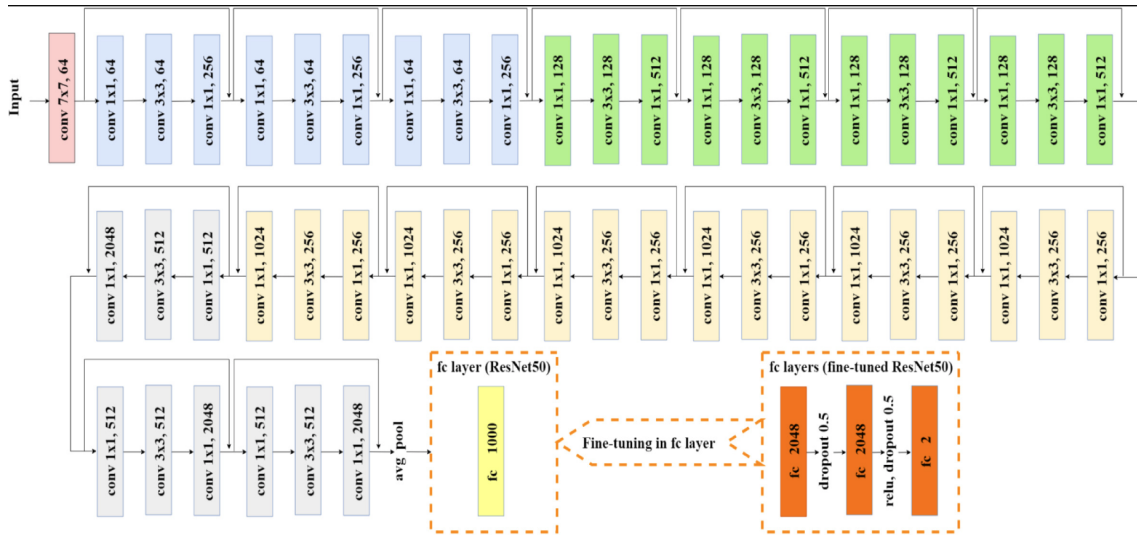 Input
conv 7x7, 64
conv 1x1, 64
conv 3x3, 64
conv 1x1, 256
conv 1x1, 64
conv 3x3, 64
conv 1x1, 256
conv 1x1, 64
conv 3x3, 64
conv 1x1, 256
conv 1x1, 128
conv 3x3, 128
conv 1x1, 512
conv 1x1, 128
conv 3x3, 128
conv 1x1, 512
conv 1x1, 128
conv 3x3, 128
conv 1x1, 512
conv 1x1, 128
conv 3x3, 128
conv 1x1, 512
conv 1x1, 2048
conv 3x3, 512
conv 1x1, 512
conv 1x1, 1024
conv 3x3, 256
conv 1x1, 256
conv 1x1, 1024
conv 3x3, 256
conv 1x1, 256
conv 1x1, 1024
conv 3x3, 256
conv 1x1, 256
conv 1x1, 1024
conv 3x3, 256
conv 1x1, 256
conv 1x1, 1024
conv 3x3, 256
conv 1x1, 256
conv 1x1, 1024
conv 3x3, 256
conv 1x1, 256
conv 1x1, 512
conv 3x3, 512
conv 1x1, 2048
conv 1x1, 512
conv 3x3, 512
conv 1x1, 2048
avg pool
fc layer (ResNet50)
fc 1000
Fine-tuning in fc layer
fc layers (fine-tuned ResNet50)
fc 2048
dropout 0.5
fc 2048
relu, dropout 0.5
fc 2